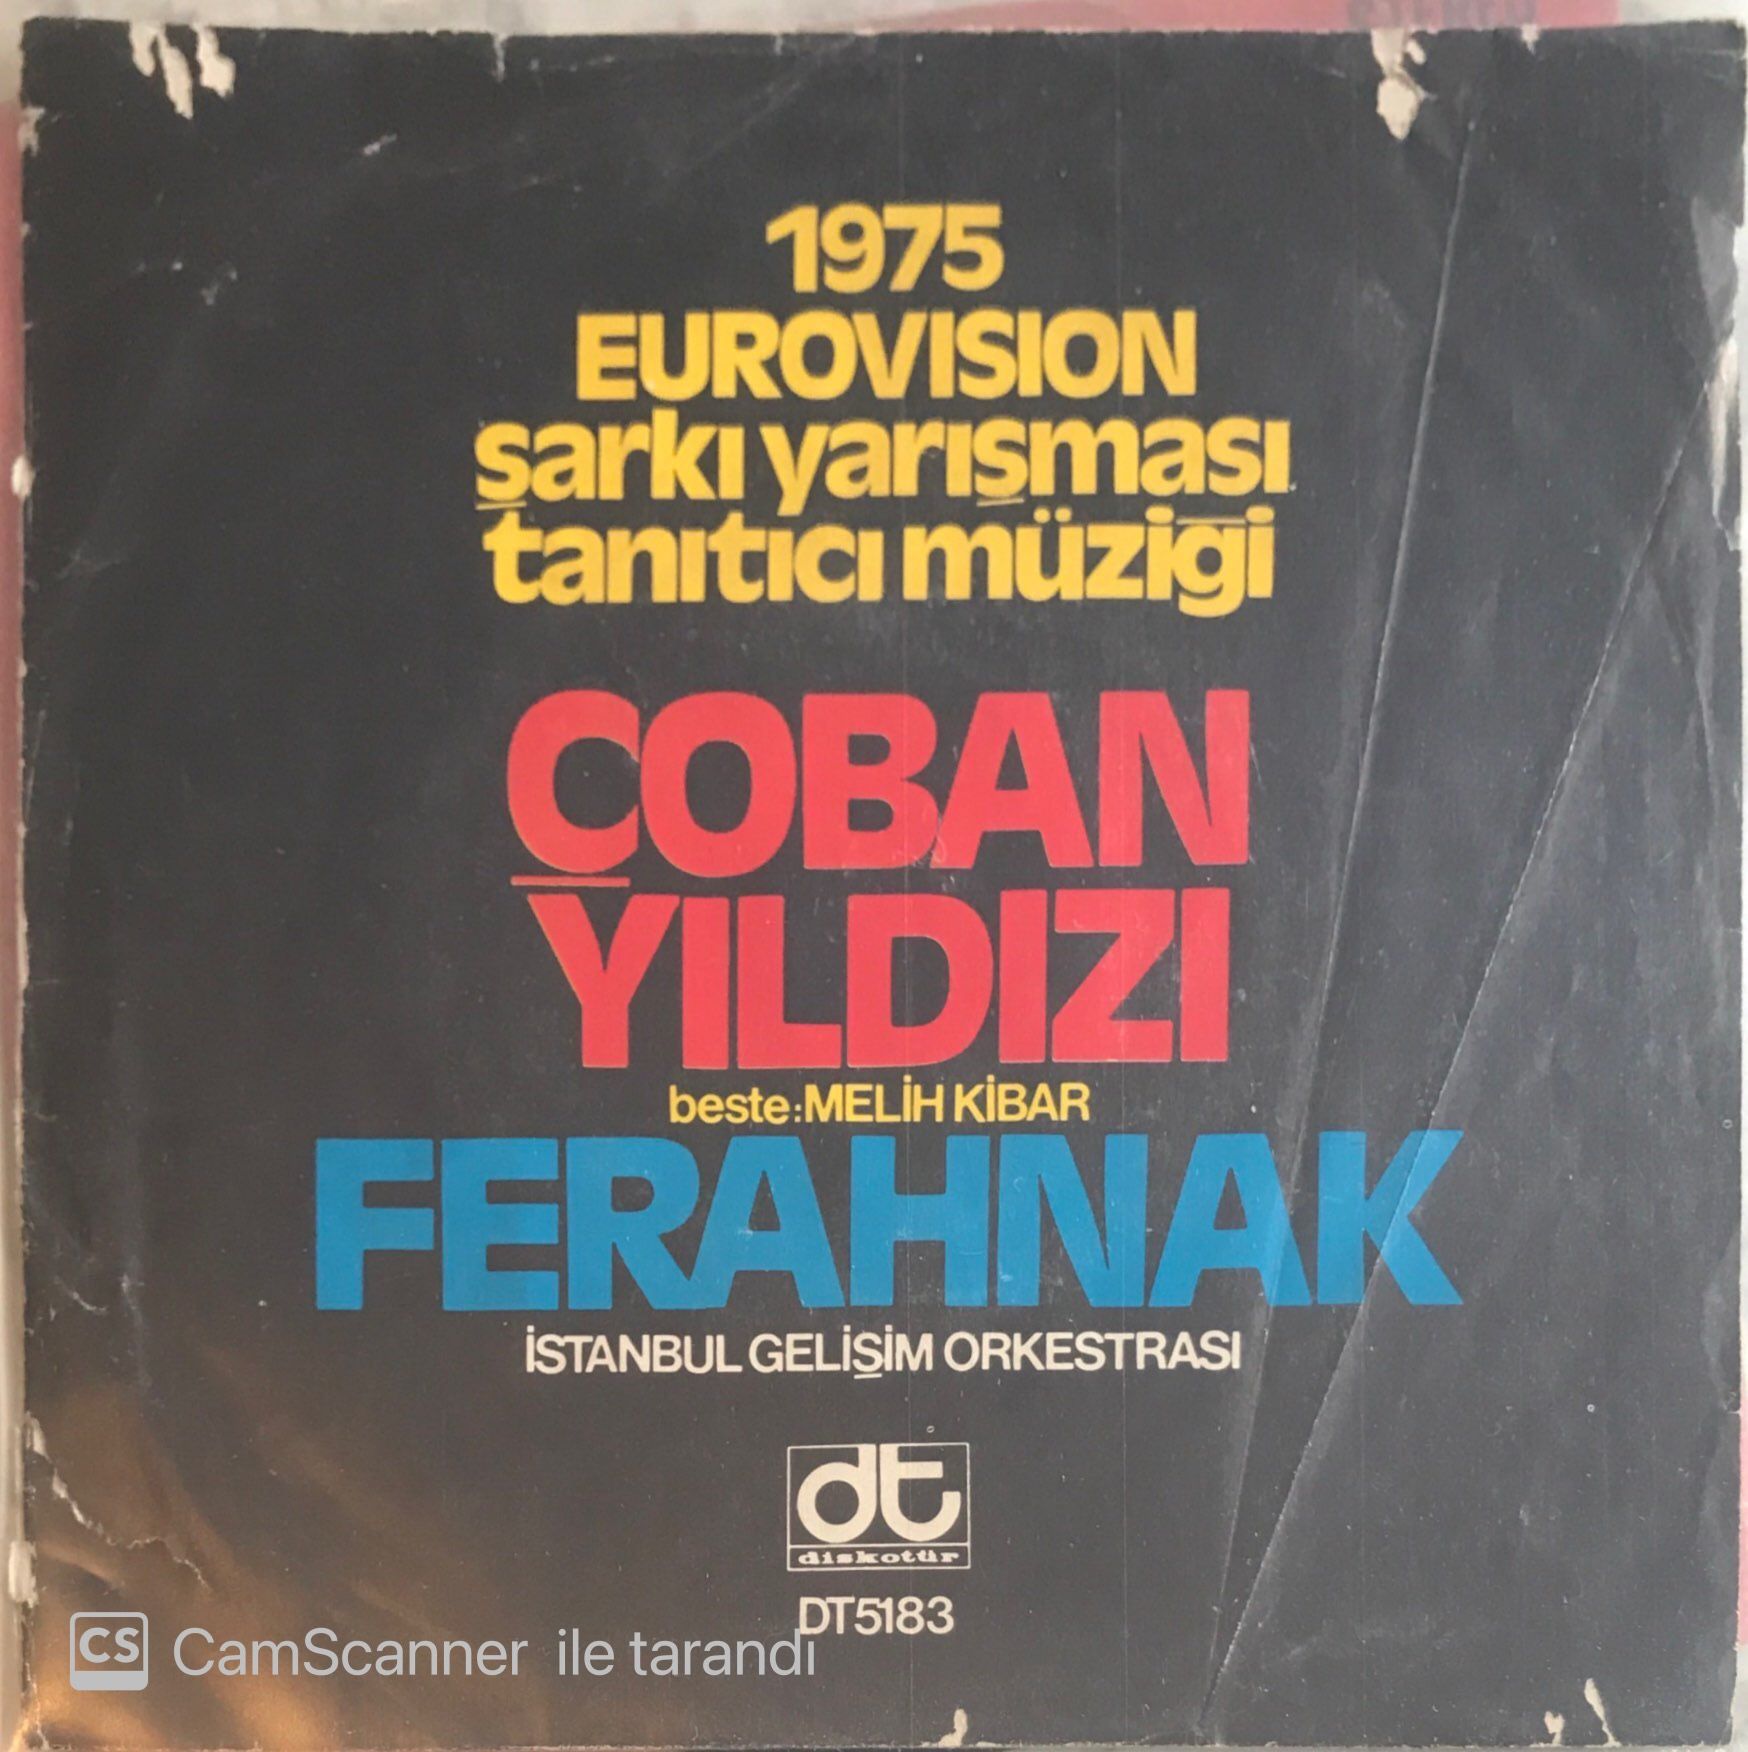 1975
EUROVISION
şarkı yarışması
tanıtıcı müziği
ÇOBAN
YILDIZI
beste: MELİH KİBAR
FERAHNAK
İSTANBUL GELİŞİM ORKESTRASI
dt
diskotür
DT5183
CS CamScanner ile tarandı